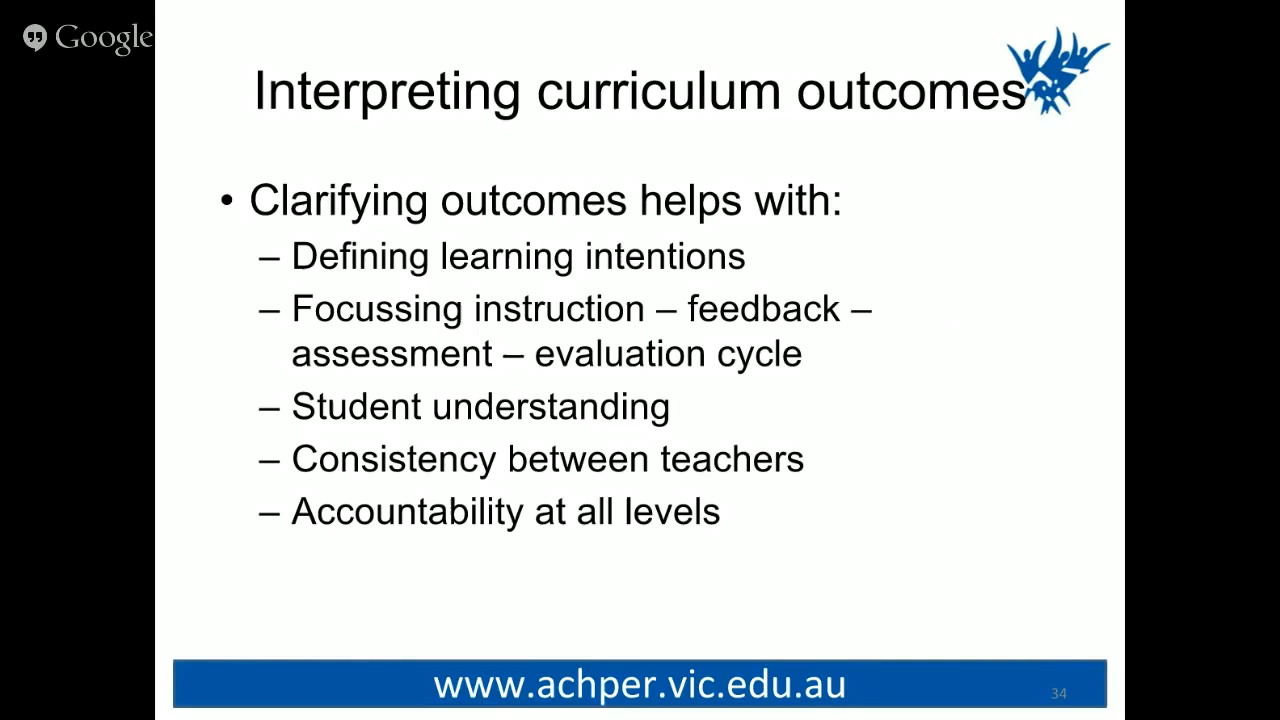 Google
Interpreting curriculum outcomes
• Clarifying outcomes helps with:
– Defining learning intentions
– Focussing instruction – feedback –
assessment – evaluation cycle
– Student understanding
– Consistency between teachers
– Accountability at all levels
www.achper.vic.edu.au
34